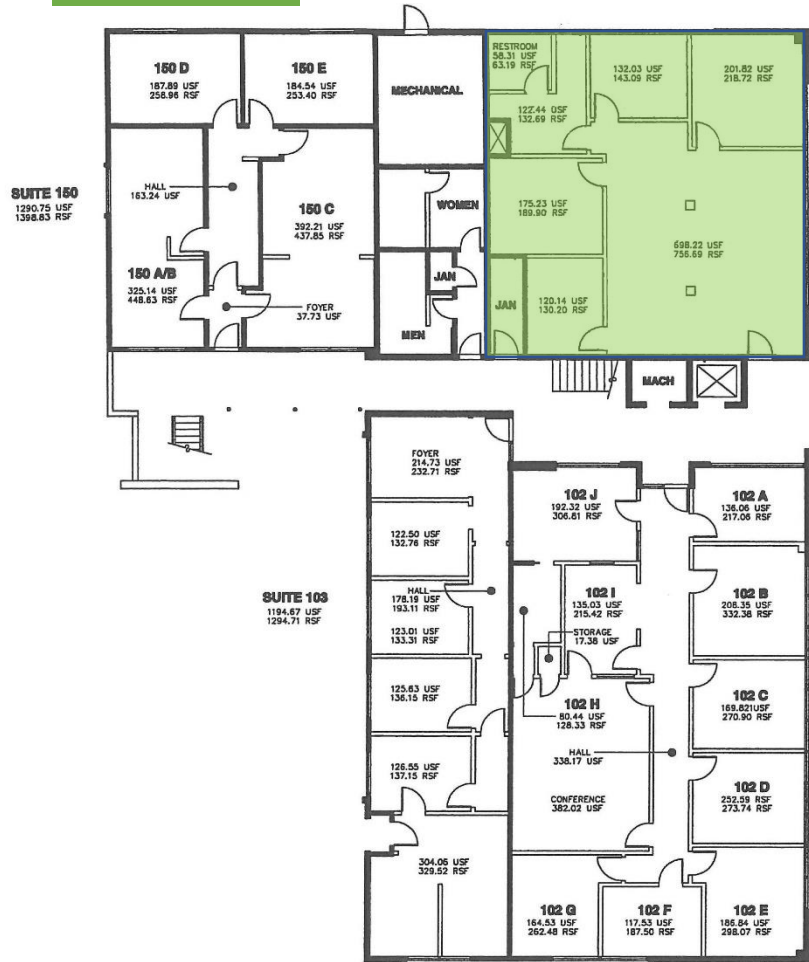 150 D
187.89 USF
258.96 RSF
150 E
184.54 USF
253.40 RSF
MECHANICAL
RESTROOM
58.31 USF
63.19 RSF
132.03 USF
143.09 RSF
201.82 USF
218.72 RSF
122.44 USF
132.69 RSF
SUITE 150
1290.75 USF
1398.83 RSF
HALL
163.24 USF
150 C
392.21 USF
437.85 RSF
WOMEN
175.23 USF
189.90 RSF
698.22 USF
756.69 RSF
150 A/B
325.14 USF
448.63 RSF
FOYER
37.73 USF
JAN
MEN
JAN
120.14 USF
130.20 RSF
MACH
FOYER
214.73 USF
232.71 RSF
102 J
192.32 USF
306.81 RSF
102 A
136.06 USF
217.06 RSF
122.50 USF
132.76 RSF
SUITE 103
1194.67 USF
1294.71 RSF
HALL
178.19 USF
193.11 RSF
123.01 USF
133.31 RSF
102 I
135.03 USF
215.42 RSF
STORAGE
17.38 USF
102 B
208.35 USF
332.38 RSF
125.63 USF
136.15 RSF
102 H
80.44 USF
128.33 RSF
102 C
169.821USF
270.90 RSF
HALL
338.17 USF
126.55 USF
137.15 RSF
CONFERENCE
382.02 USF
102 D
252.59 RSF
273.74 RSF
304.06 USF
329.52 RSF
102 G
164.53 USF
262.48 RSF
102 F
117.53 USF
187.50 RSF
102 E
186.84 USF
298.07 RSF